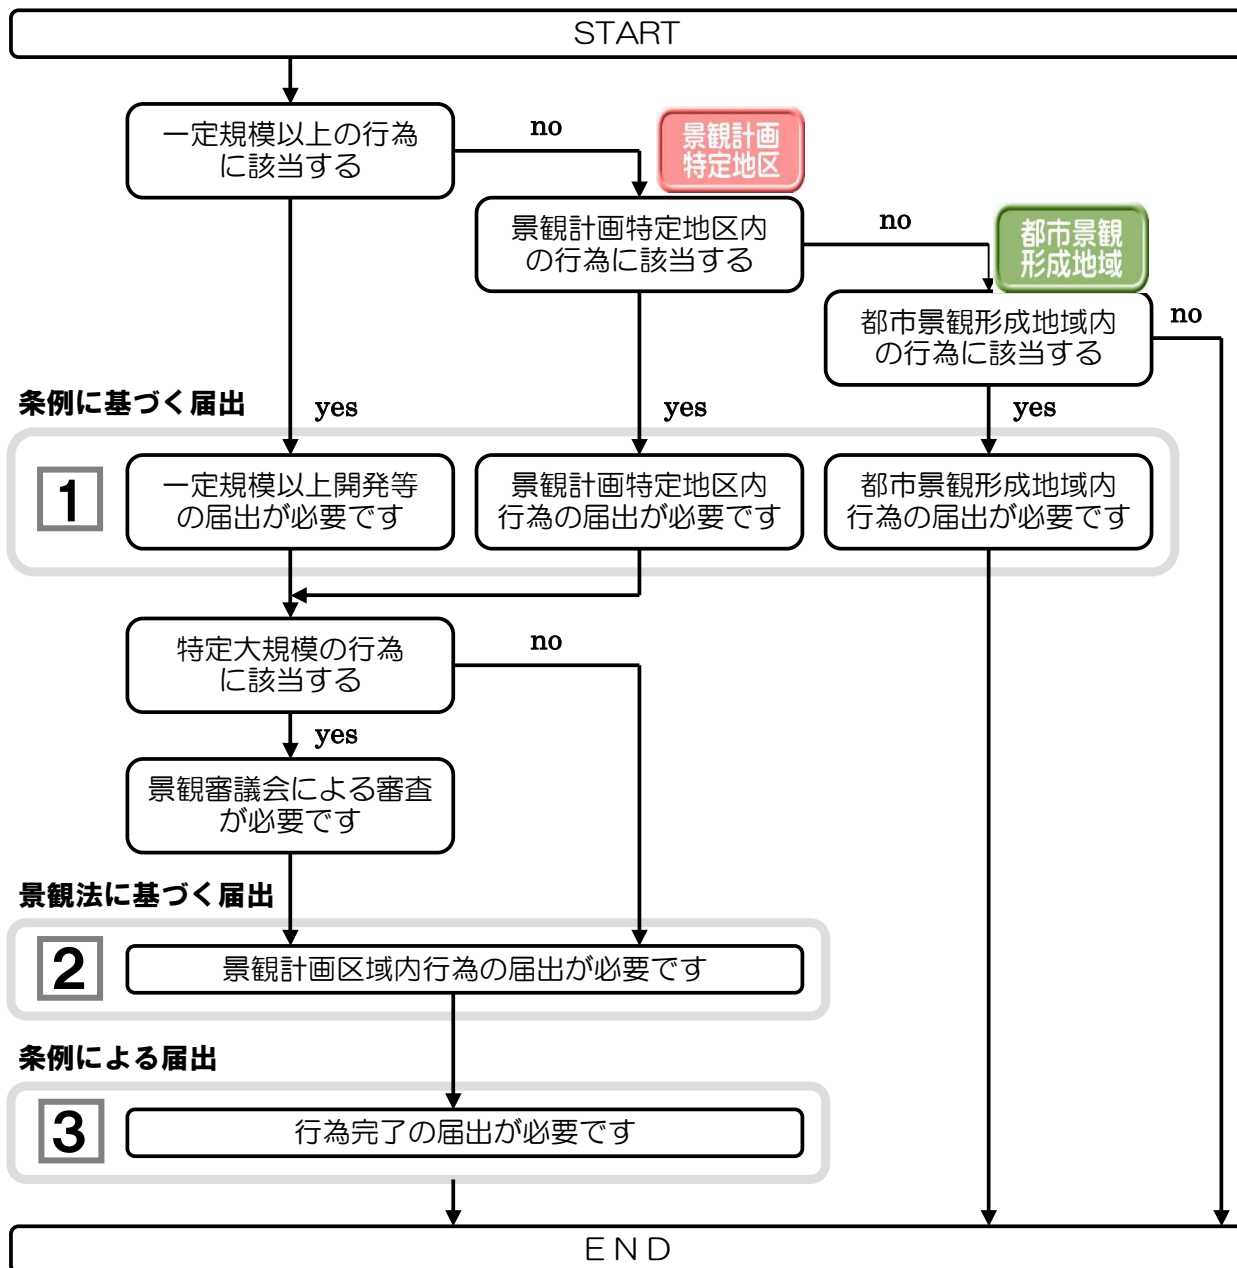 START
一定規模以上の行為
に該当する
no
景観計画
特定地区
景観計画特定地区内
の行為に該当する
no
都市景観
形成地域
都市景観形成地域内
の行為に該当する
no
条例に基づく届出
yes
yes
yes
1
一定規模以上開発等
の届出が必要です
景観計画特定地区内
行為の届出が必要です
都市景観形成地域内
行為の届出が必要です
特定大規模の行為
に該当する
no
yes
景観審議会による審査
が必要です
景観法に基づく届出
2
景観計画区域内行為の届出が必要です
条例による届出
3
行為完了の届出が必要です
END